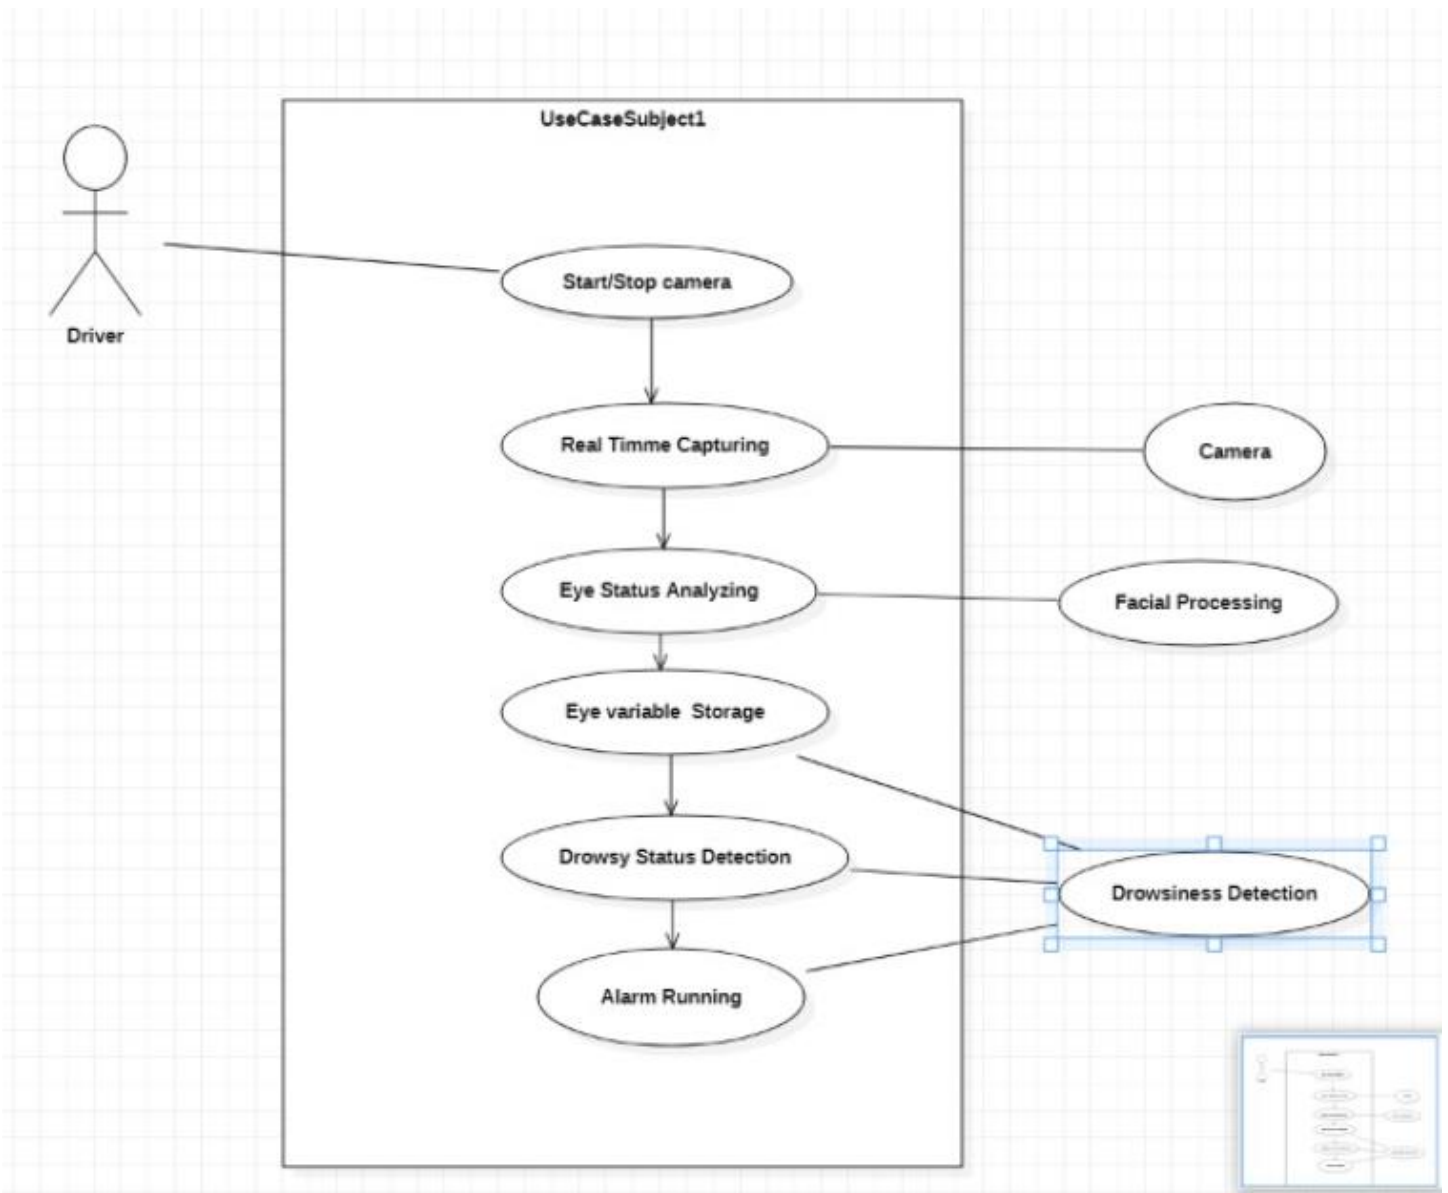 UseCaseSubject1
Driver
Start/Stop camera
Real Timme Capturing
Camera
Eye Status Analyzing
Facial Processing
Eye variable  Storage
Drowsy Status Detection
Drowsiness Detection
Alarm Running